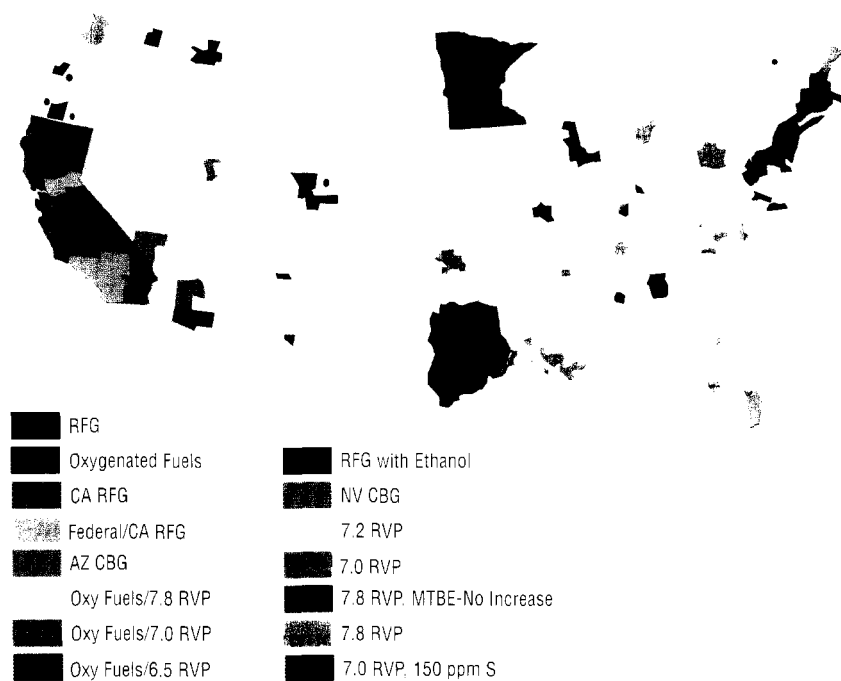 RFG
Oxygenated Fuels
CA RFG
Federal/CA RFG
AZ CBG
Oxy Fuels/7.8 RVP
Oxy Fuels/7.0 RVP
Oxy Fuels/6.5 RVP
RFG with Ethanol
NV CBG
7.2 RVP
7.0 RVP
7.8 RVP, MTBE-No Increase
7.8 RVP
7.0 RVP, 150 ppm S